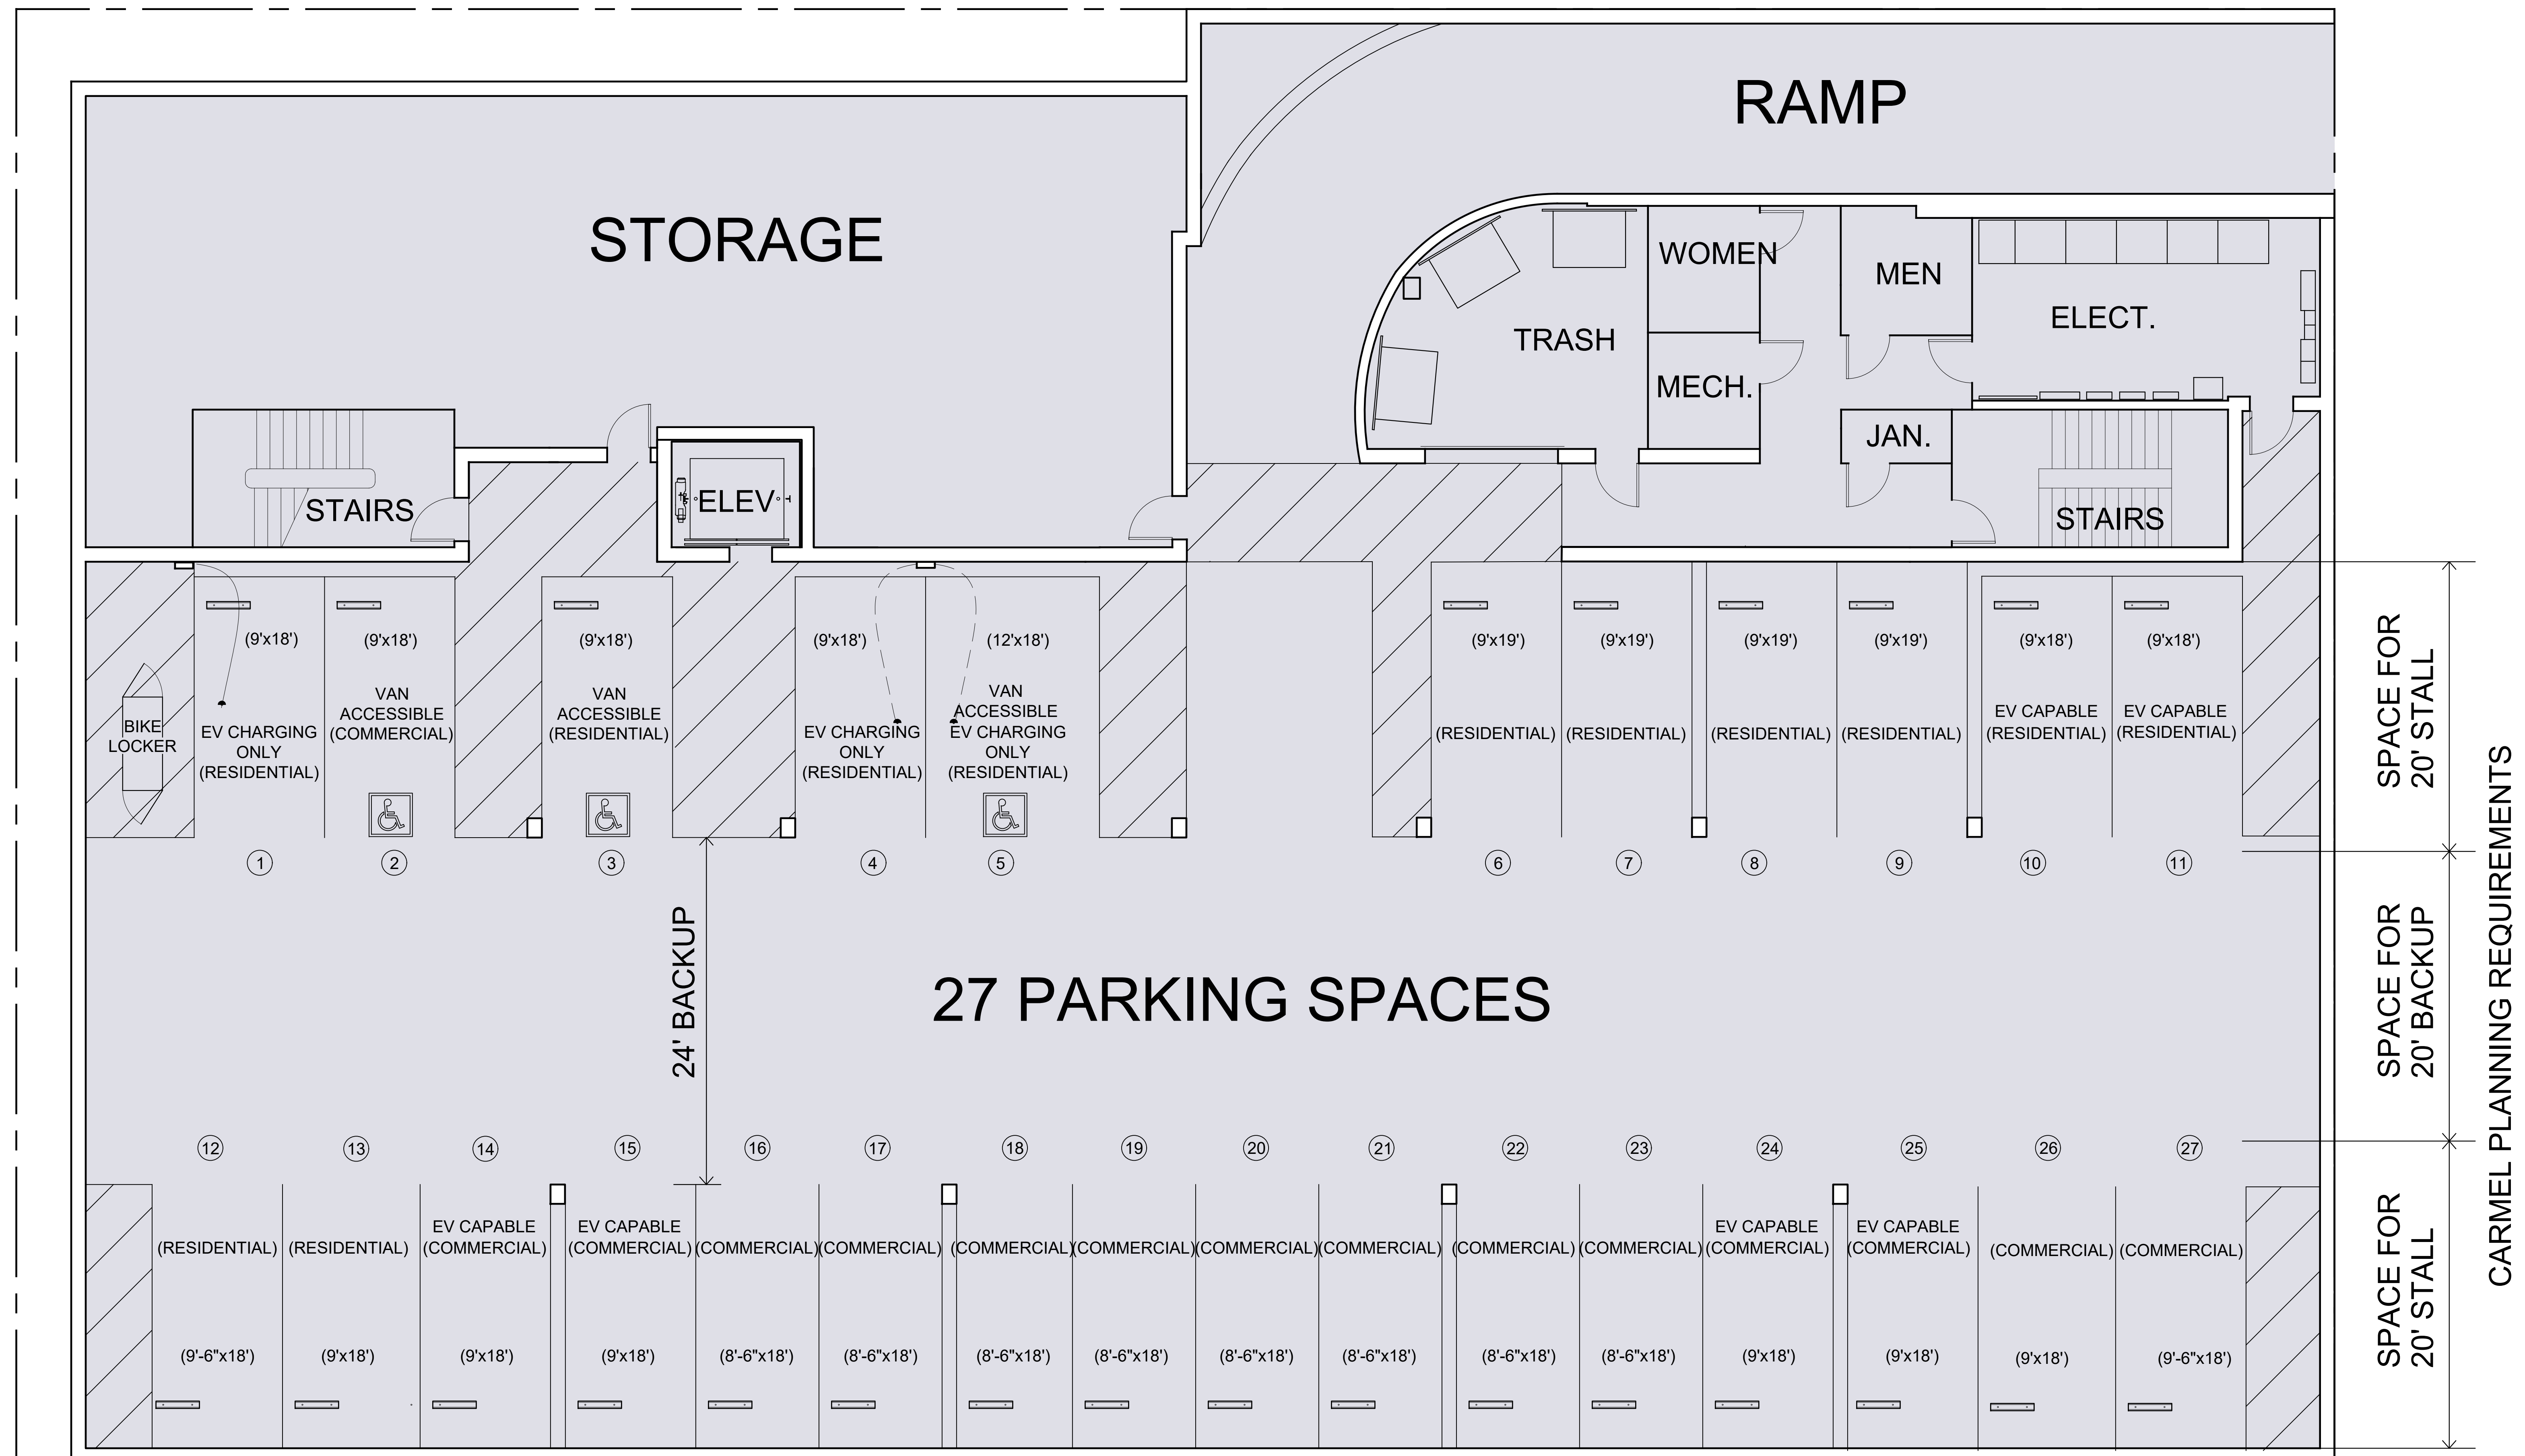 RAMP
STORAGE
WOMEN
MEN
ELECT.
TRASH
MECH.
JAN.
STAIRS
ELEV
STAIRS
(9'x18')
(9'x18')
(9'x18')
(9'x18')
(12'x18')
(9'x19')
(9'x19')
(9'x19')
(9'x19')
(9'x18')
(9'x18')
BIKE
LOCKER
EV CHARGING
ONLY
(RESIDENTIAL)
VAN
ACCESSIBLE
(COMMERCIAL)
VAN
ACCESSIBLE
(RESIDENTIAL)
EV CHARGING
ONLY
(RESIDENTIAL)
VAN
ACCESSIBLE
EV CHARGING
ONLY
(RESIDENTIAL)
(RESIDENTIAL)
(RESIDENTIAL)
(RESIDENTIAL)
(RESIDENTIAL)
EV CAPABLE
(RESIDENTIAL)
EV CAPABLE
(RESIDENTIAL)
1
2
3
4
5
6
7
8
9
10
11
24' BACKUP
27 PARKING SPACES
12
13
14
15
16
17
18
19
20
21
22
23
24
25
26
27
(RESIDENTIAL)
(RESIDENTIAL)
EV CAPABLE
(COMMERCIAL)
EV CAPABLE
(COMMERCIAL)
(COMMERCIAL)
(COMMERCIAL)
(COMMERCIAL)
(COMMERCIAL)
(COMMERCIAL)
(COMMERCIAL)
(COMMERCIAL)
(COMMERCIAL)
EV CAPABLE
(COMMERCIAL)
EV CAPABLE
(COMMERCIAL)
(COMMERCIAL)
(COMMERCIAL)
(9'-6"x18')
(9'x18')
(9'x18')
(9'x18')
(8'-6"x18')
(8'-6"x18')
(8'-6"x18')
(8'-6"x18')
(8'-6"x18')
(8'-6"x18')
(8'-6"x18')
(8'-6"x18')
(9'x18')
(9'x18')
(9'x18')
(9'-6"x18')
SPACE FOR
20' STALL
SPACE FOR
20' BACKUP
SPACE FOR
20' STALL
CARMEL PLANNING REQUIREMENTS